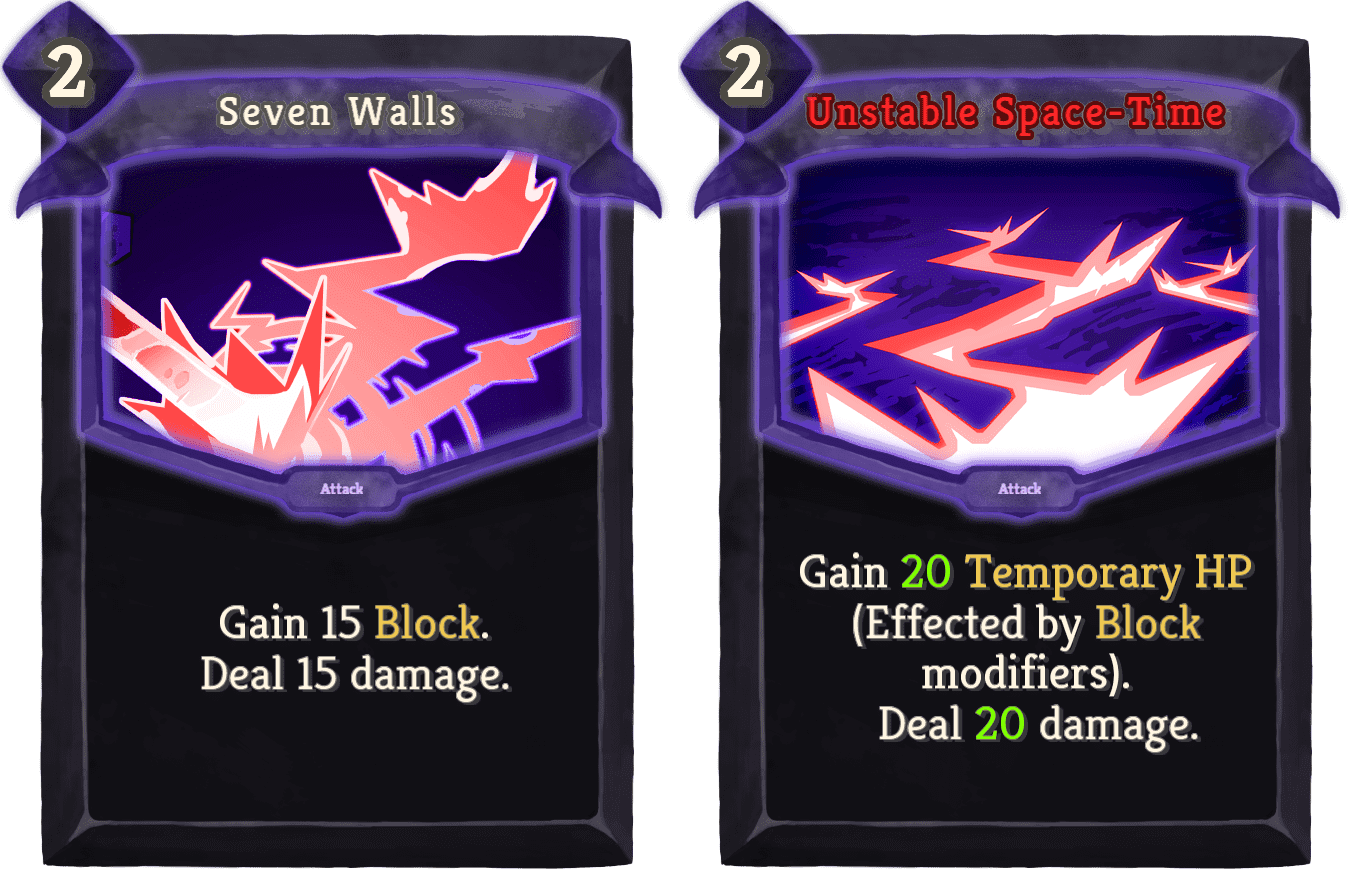 2
Seven Walls
Attack
Gain 15 Block.
Deal 15 damage.
2
Unstable Space-Time
Attack
Gain 20 Temporary HP
(Effected by Block
modifiers).
Deal 20 damage.